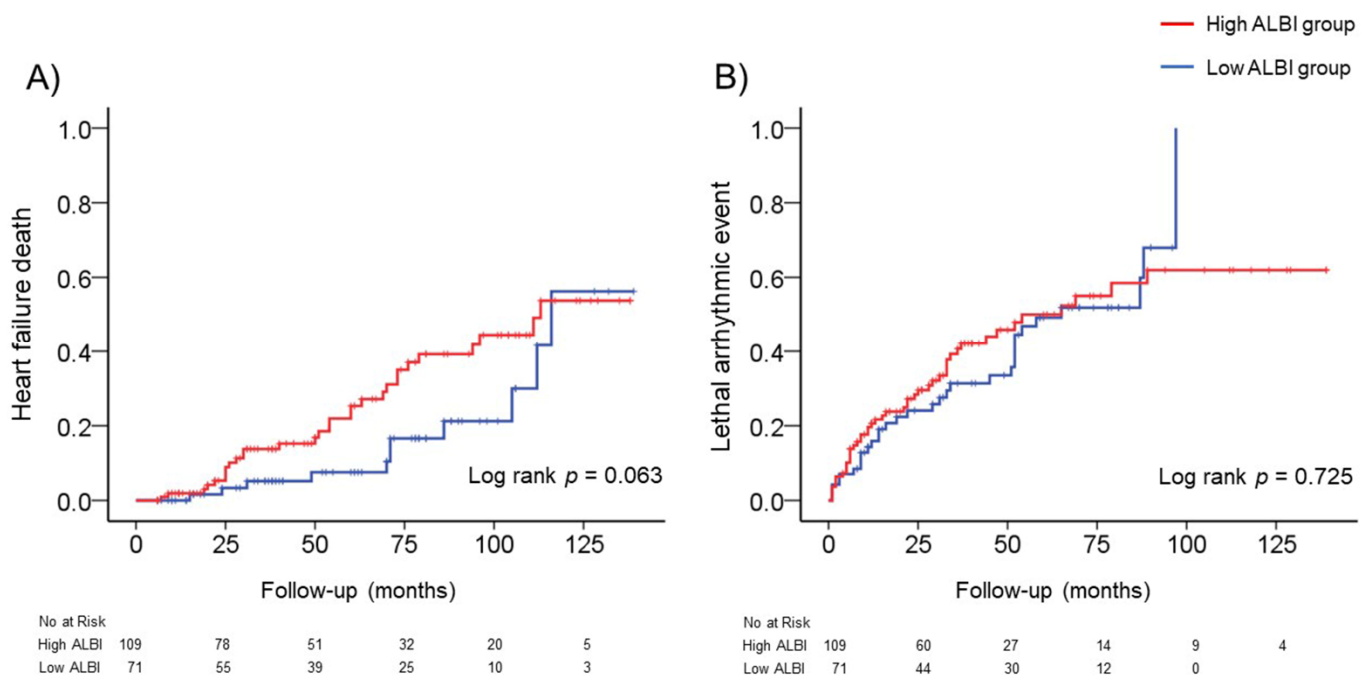 High ALBI group
Low ALBI group
A)
Heart failure death
1.0
0.8
0.6
0.4
0.2
0.0
Log rank p = 0.063
0 25 50 75 100 125
Follow-up (months)
No at Risk
High ALBI 109 78 51 32 20 5
Low ALBI 71 55 39 25 10 3
B)
Lethal arrhythmic event
1.0
0.8
0.6
0.4
0.2
0.0
Log rank p = 0.725
0 25 50 75 100 125
Follow-up (months)
No at Risk
High ALBI 109 60 27 14 9 4
Low ALBI 71 44 30 12 0